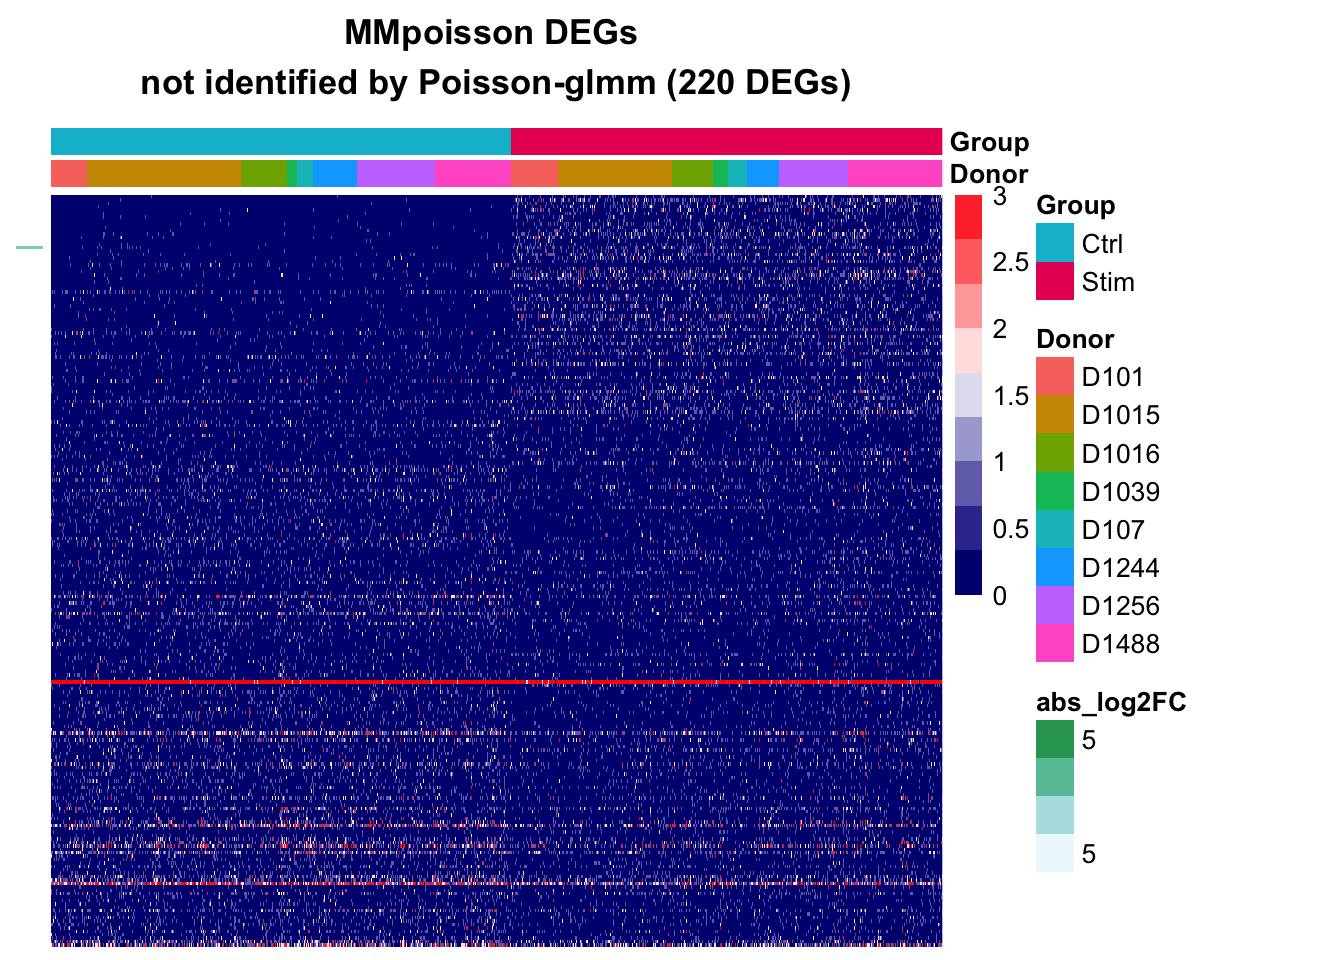 MMpoisson DEGs
not identified by Poisson-glmm (220 DEGs)
Group
Donor
3
2.5
2
1.5
1
0.5
0
Group
Ctrl
Stim
Donor
D101
D1015
D1016
D1039
D107
D1244
D1256
D1488
abs_log2FC
5
5